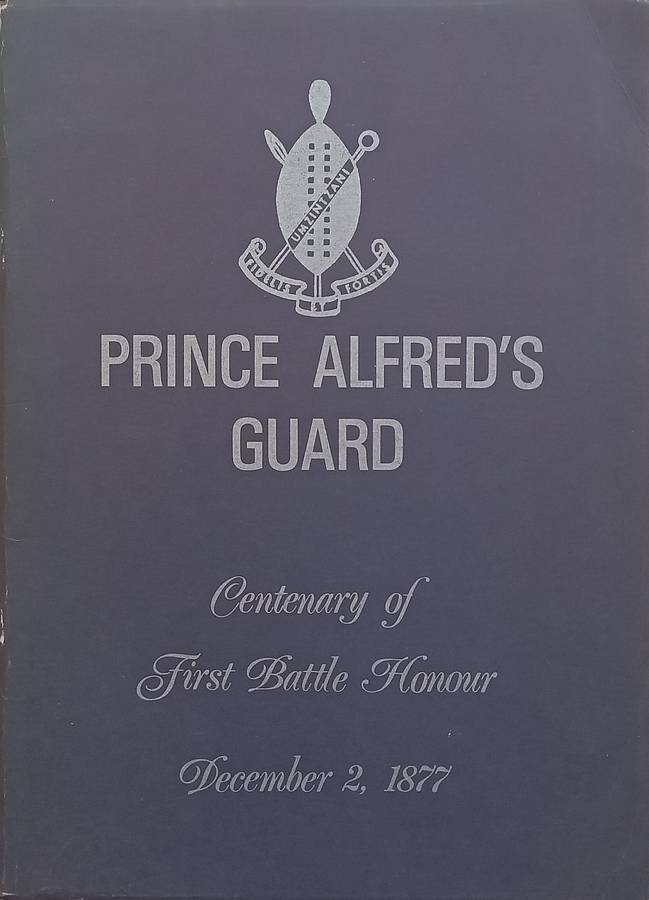 UMZINTZANI
FIDELIS ET FORTIS
PRINCE ALFRED'S
GUARD
Centenary of
First Battle Honour
December 2, 1877